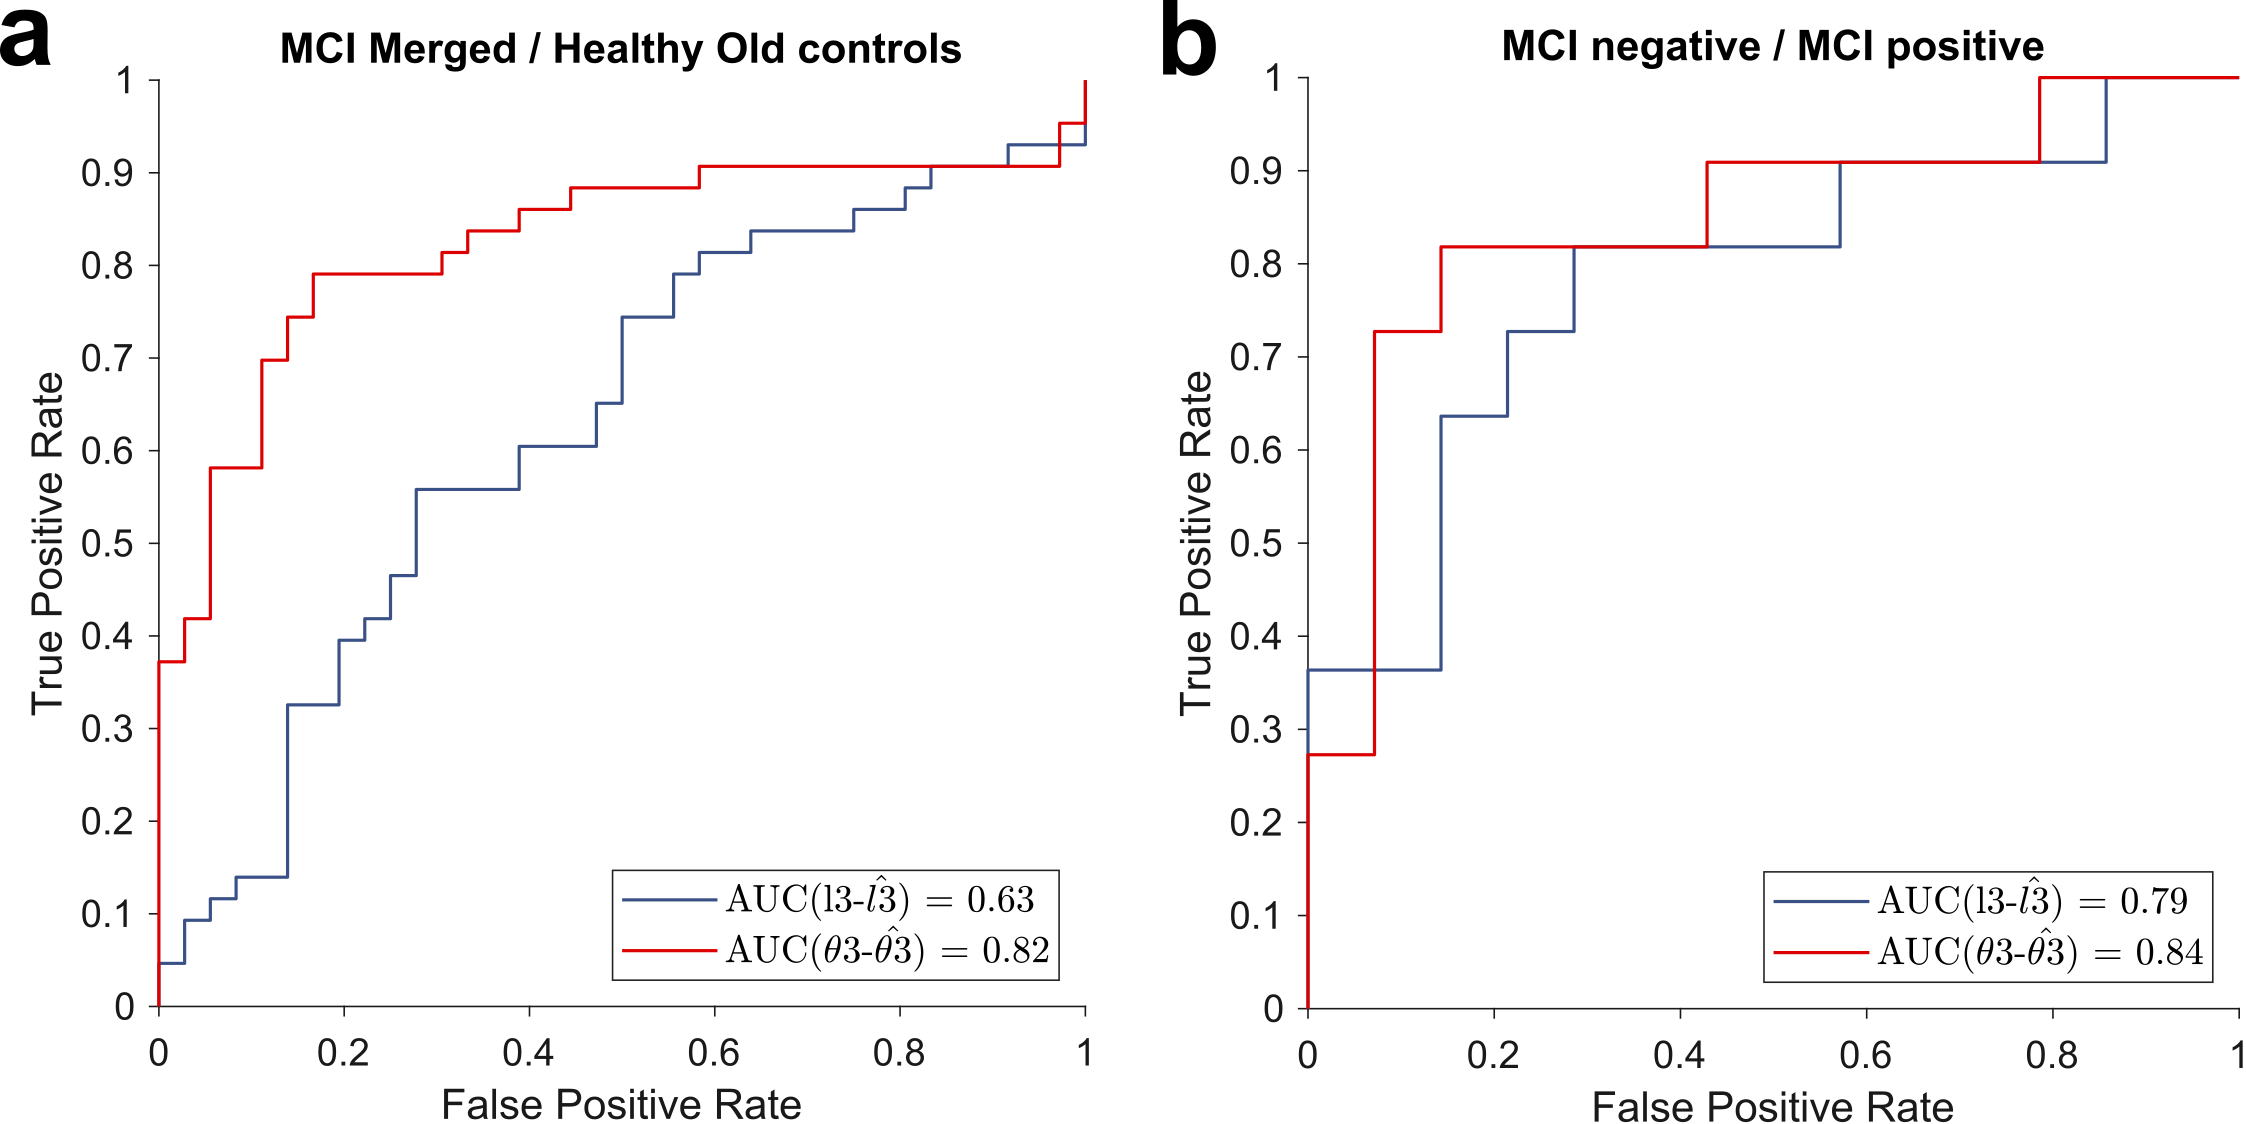 a
MCI Merged / Healthy Old controls
1
0.9
0.8
0.7
0.6
0.5
0.4
0.3
0.2
0.1
0
True Positive Rate
AUC(l3-l̂3) = 0.63
AUC(θ3-θ̂3) = 0.82
0 0.2 0.4 0.6 0.8 1
False Positive Rate
b
MCI negative / MCI positive
1
0.9
0.8
0.7
0.6
0.5
0.4
0.3
0.2
0.1
0
True Positive Rate
AUC(l3-l̂3) = 0.79
AUC(θ3-θ̂3) = 0.84
0 0.2 0.4 0.6 0.8 1
False Positive Rate